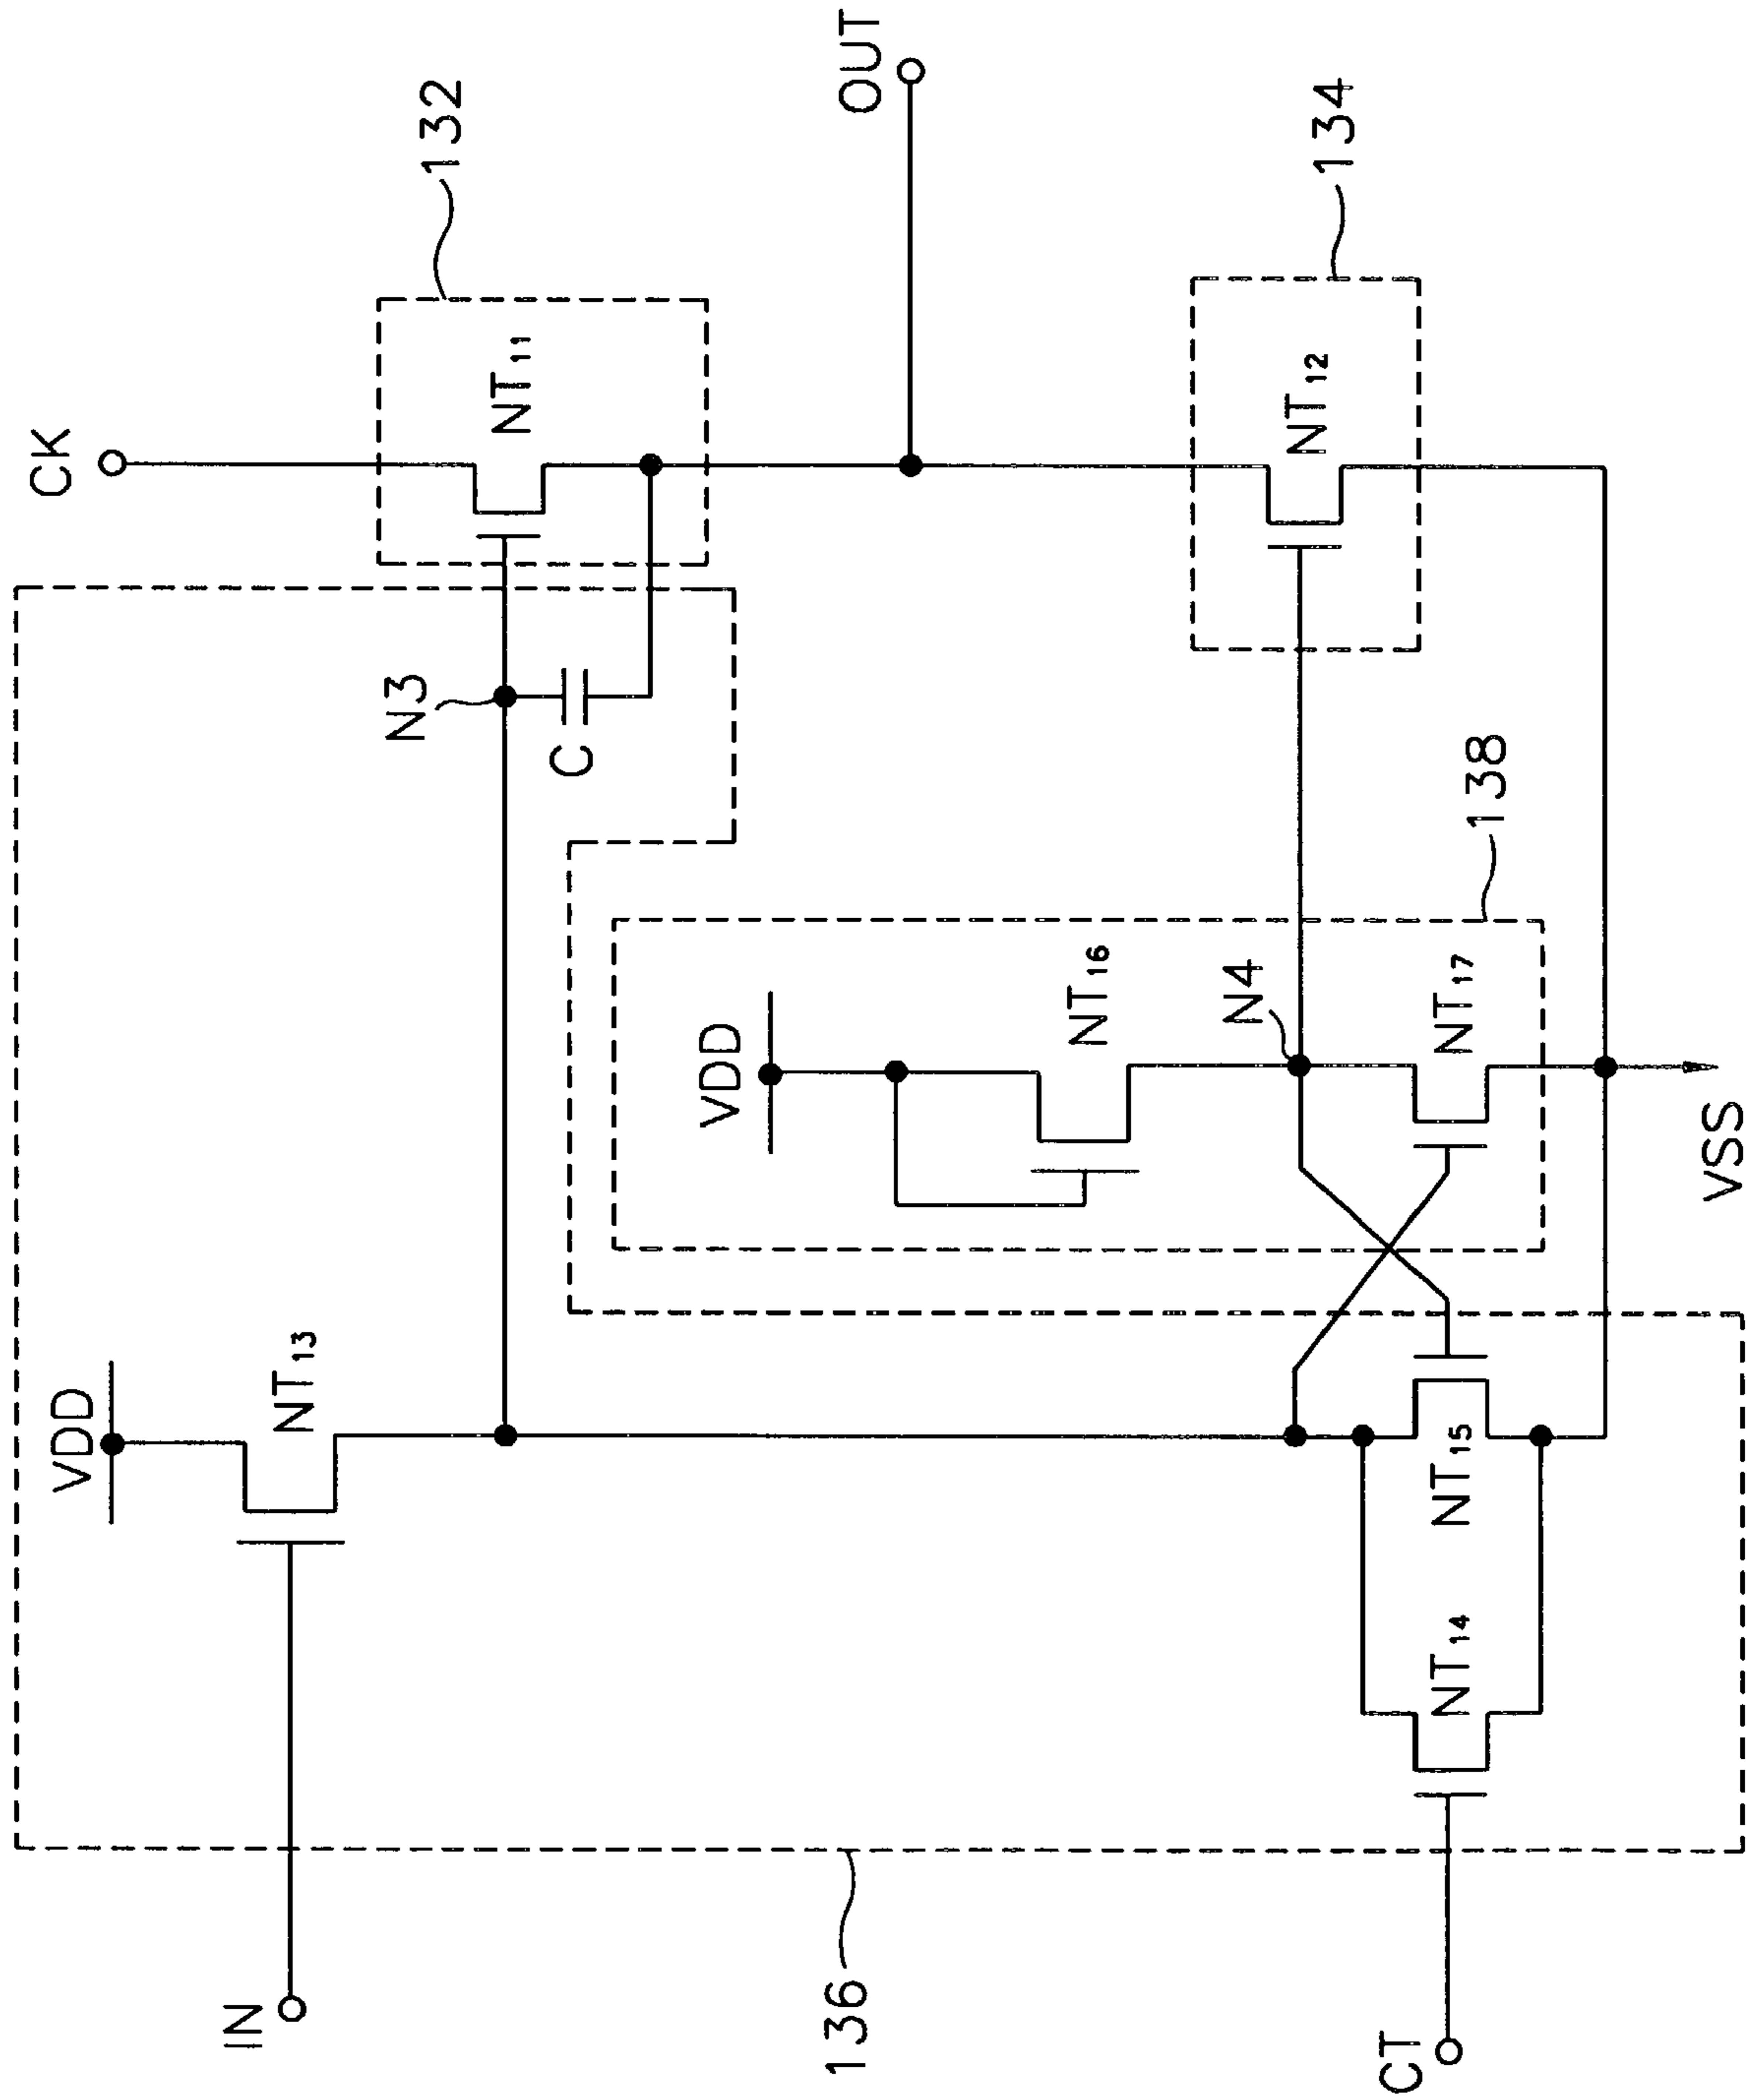 CK
132
NT11
N3
C
OUT
VDD
NT13
IN
VDD
NT16
N4
NT12
134
138
NT17
NT15
NT14
CT
136
VSS